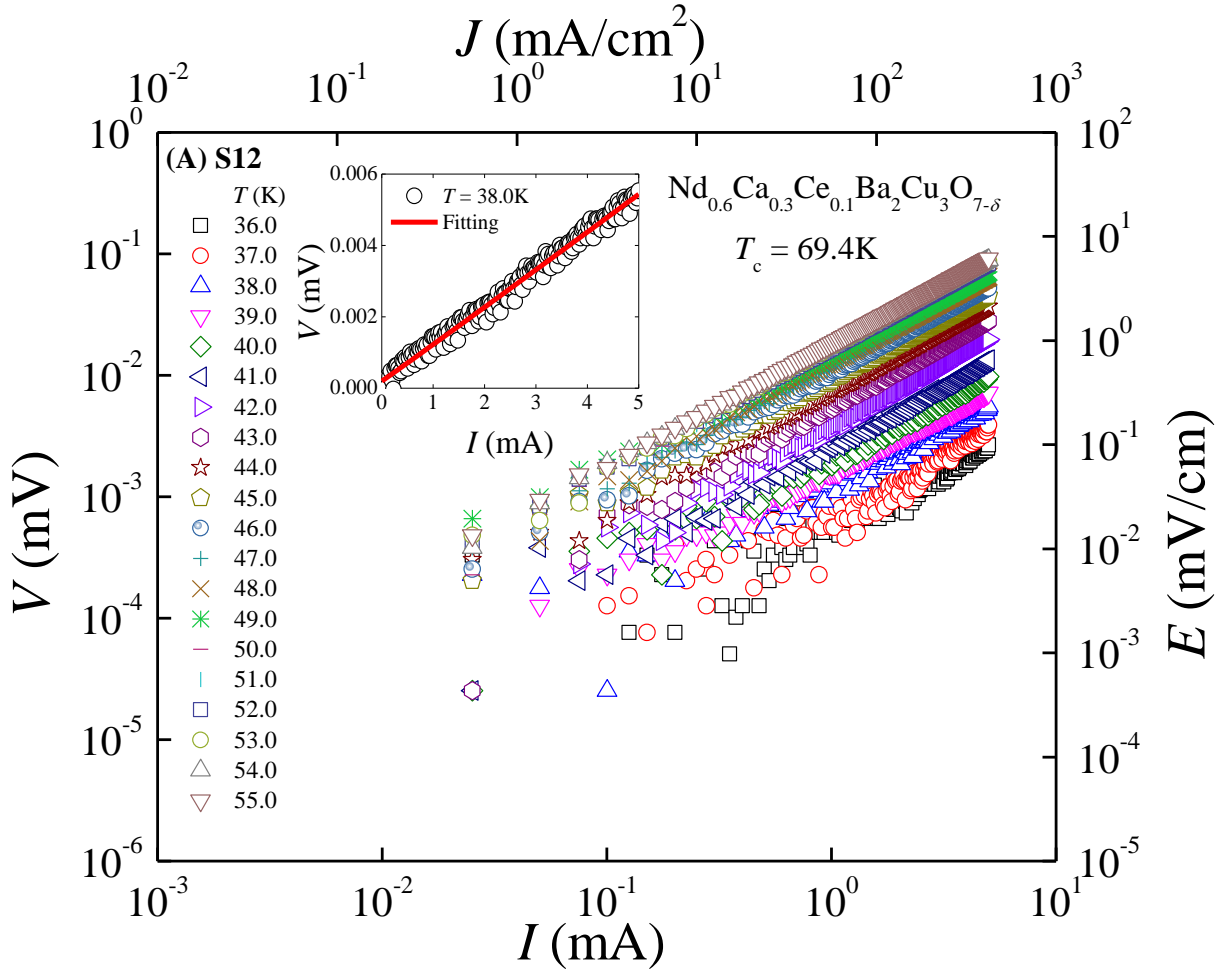 J (mA/cm²)
10⁻² 10⁻¹ 10⁰ 10¹ 10² 10³
(A) S12
T (K)
36.0
37.0
38.0
39.0
40.0
41.0
42.0
43.0
44.0
45.0
46.0
47.0
48.0
49.0
50.0
51.0
52.0
53.0
54.0
55.0
V (mV)
10⁰
10⁻¹
10⁻²
10⁻³
10⁻⁴
10⁻⁵
10⁻⁶
V (mV)
0.006
0.004
0.002
0.000
T = 38.0K
Fitting
0 1 2 3 4 5
I (mA)
Nd₀.₆Ca₀.₃Ce₀.₁Ba₂Cu₃O₇₋δ
T꜀ = 69.4K
10²
10¹
10⁰
10⁻¹
10⁻²
10⁻³
10⁻⁴
10⁻⁵
E (mV/cm)
10⁻³ 10⁻² 10⁻¹ 10⁰ 10¹
I (mA)